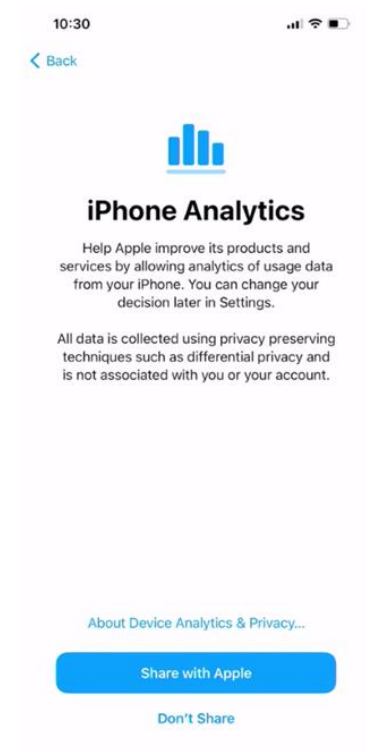 10:30
Back
iPhone Analytics
Help Apple improve its products and
services by allowing analytics of usage data
from your iPhone. You can change your
decision later in Settings.
All data is collected using privacy preserving
techniques such as differential privacy and
is not associated with you or your account.
About Device Analytics & Privacy...
Share with Apple
Don't Share